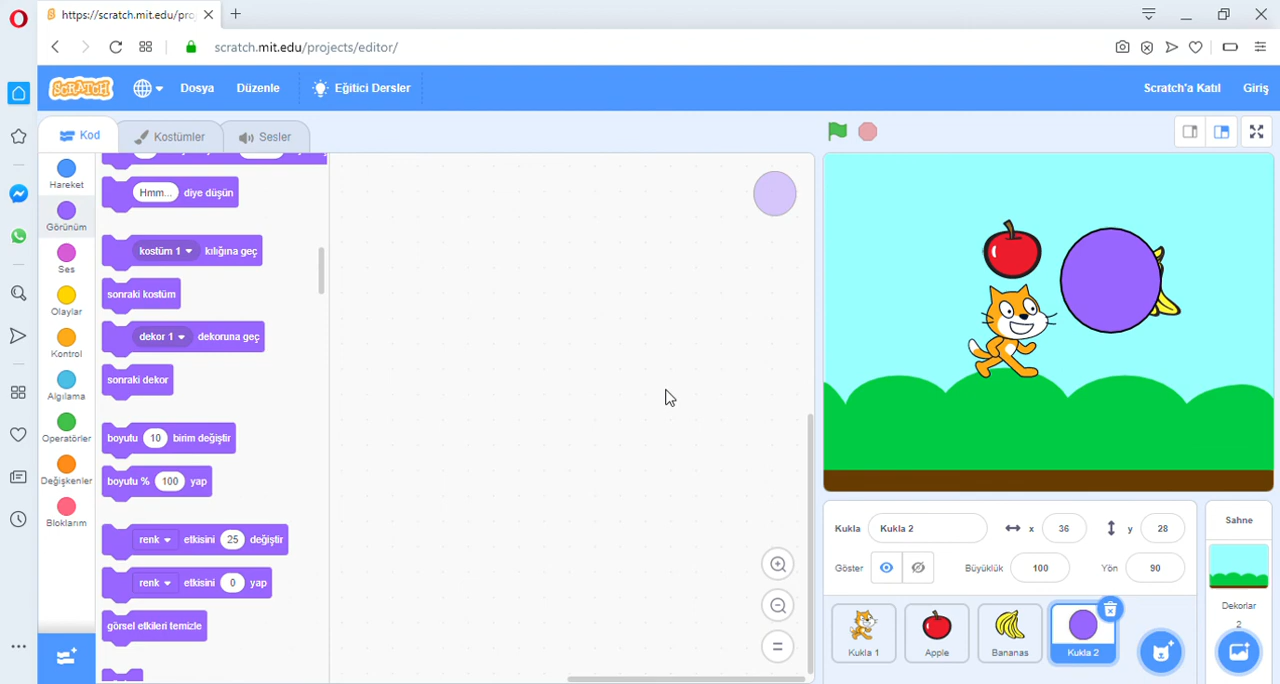 https://scratch.mit.edu/pro
scratch.mit.edu/projects/editor/
SCRATCH
Dosya
Düzenle
Eğitici Dersler
Scratch'a Katıl
Giriş
Kod
Kostümler
Sesler
Hareket
Görünüm
Ses
Olaylar
Kontrol
Algılama
Operatörler
Değişkenler
Bloklarım
Hmm... diye düşün
kostüm 1 kılığına geç
sonraki kostüm
dekor 1 dekoruna geç
sonraki dekor
boyutu 10 birim değiştir
boyutu % 100 yap
renk etkisini 25 değiştir
renk etkisini 0 yap
görsel etkileri temizle
Kukla Kukla 2 x 36 y 28
Göster Büyüklük 100 Yön 90
Kukla 1
Apple
Bananas
Kukla 2
Sahne
Dekorlar
2